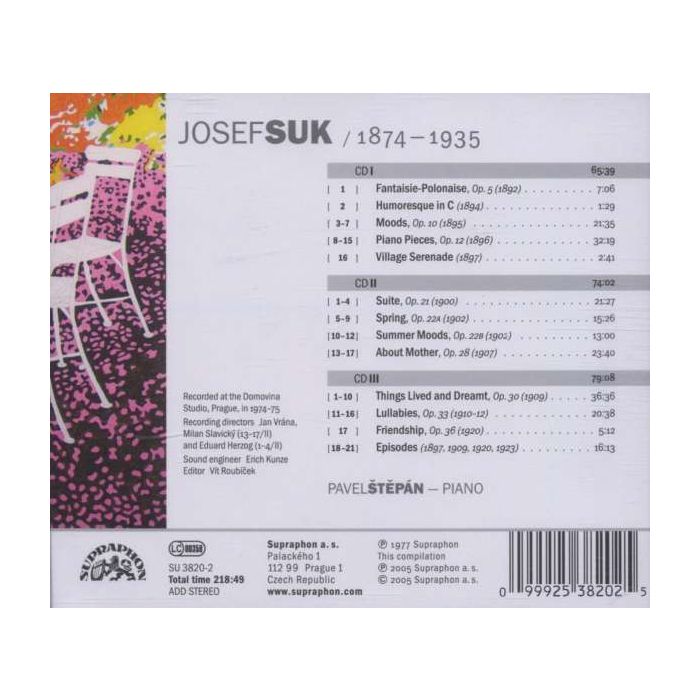 JOSEFSUK / 1874–1935
CD I 65:39
[ 1 ] Fantaisie-Polonaise, Op. 5 (1892) . . . . . . . . . . 7:06
[ 2 ] Humoresque in C (1894) . . . . . . . . . . . . . . . 1:29
[ 3–7 ] Moods, Op. 10 (1895) . . . . . . . . . . . . . . . 21:35
[ 8–15 ] Piano Pieces, Op. 12 (1896) . . . . . . . . . . . . 32:19
[ 16 ] Village Serenade (1897) . . . . . . . . . . . . . . . 2:41
CD II 74:02
[ 1–4 ] Suite, Op. 21 (1900) . . . . . . . . . . . . . . . . 21:27
[ 5–9 ] Spring, Op. 22A (1902) . . . . . . . . . . . . . . . 15:26
[10–12] Summer Moods, Op. 22B (1902) . . . . . . . . . . 13:00
[13–17] About Mother, Op. 28 (1907) . . . . . . . . . . . 23:40
CD III 79:08
[ 1–10 ] Things Lived and Dreamt, Op. 30 (1909) . . . . . . 36:36
[11–16] Lullabies, Op. 33 (1910-12) . . . . . . . . . . . . 20:38
[ 17 ] Friendship, Op. 36 (1920) . . . . . . . . . . . . . . 5:12
[18–21] Episodes (1897, 1909, 1920, 1923) . . . . . . . . . 16:13
PAVELŠTĚPÁN – PIANO
Recorded at the Domovina
Studio, Prague, in 1974-75
Recording directors Jan Vrána,
Milan Slavický (13-17/II)
and Eduard Herzog (1-4/II)
Sound engineer Erich Kunze
Editor Vít Roubíček
SUPRAPHON
LC 00358
SU 3820-2
Total time 218:49
ADD STEREO
Supraphon a. s.
Palackého 1
112 99 Prague 1
Czech Republic
www.supraphon.com
℗ 1977 Supraphon
This compilation
℗ 2005 Supraphon a. s.
© 2005 Supraphon a. s.
0 99925 38202 5